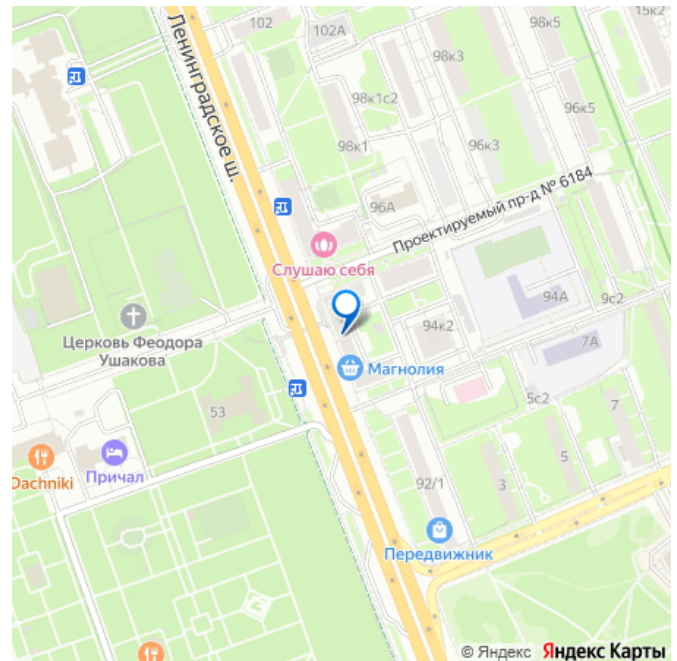 102
102А
98к5
15к2
98к3
Ленинградское ш.
98к1с2
96к5
98к1
96к3
96А
Проектируемый пр-д № 6184
Слушаю себя
94А
9с2
Церковь Феодора
Ушакова
94к2
7А
Магнолия
53
5с2
7
Dachniki
Причал
92/1
3
5
Передвижник
© Яндекс Яндекс Карты